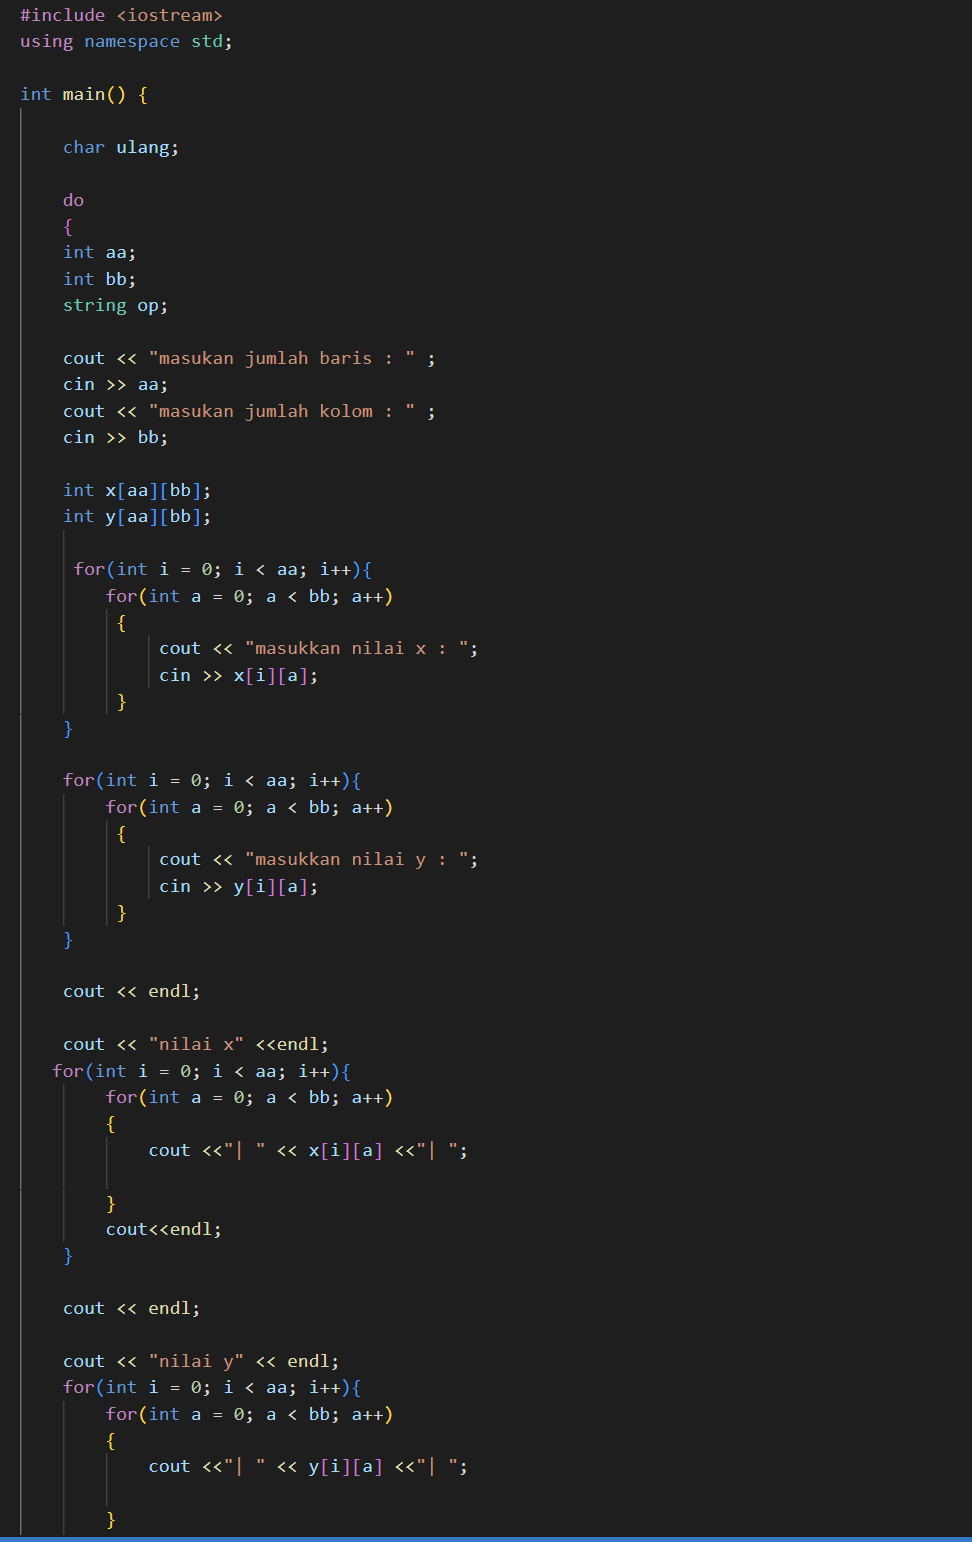 #include <iostream>
using namespace std;
int main() {
char ulang;
do
{
int aa;
int bb;
string op;
cout << "masukan jumlah baris : " ;
cin >> aa;
cout << "masukan jumlah kolom : " ;
cin >> bb;
int x[aa][bb];
int y[aa][bb];
for(int i = 0; i < aa; i++){
for(int a = 0; a < bb; a++)
{
cout << "masukkan nilai x : ";
cin >> x[i][a];
}
}
for(int i = 0; i < aa; i++){
for(int a = 0; a < bb; a++)
{
cout << "masukkan nilai y : ";
cin >> y[i][a];
}
}
cout << endl;
cout << "nilai x" <<endl;
for(int i = 0; i < aa; i++){
for(int a = 0; a < bb; a++)
{
cout <<"| " << x[i][a] <<"| ";
}
cout<<endl;
}
cout << endl;
cout << "nilai y" << endl;
for(int i = 0; i < aa; i++){
for(int a = 0; a < bb; a++)
{
cout <<"| " << y[i][a] <<"| ";
}